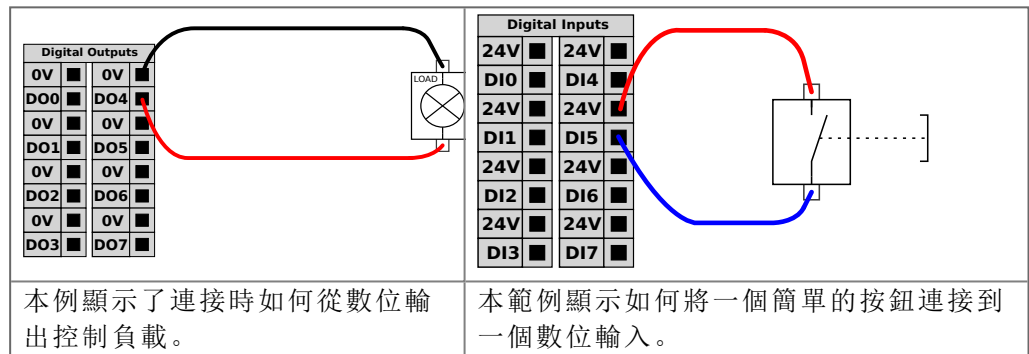 Digital Outputs
0V 0V
DO0 DO4
0V 0V
DO1 DO5
0V 0V
DO2 DO6
0V 0V
DO3 DO7
LOAD
Digital Inputs
24V 24V
DI0 DI4
24V 24V
DI1 DI5
24V 24V
DI2 DI6
24V 24V
DI3 DI7
本例顯示了連接時如何從數位輸
出控制負載。
本範例顯示如何將一個簡單的按鈕連接到
一個數位輸入。